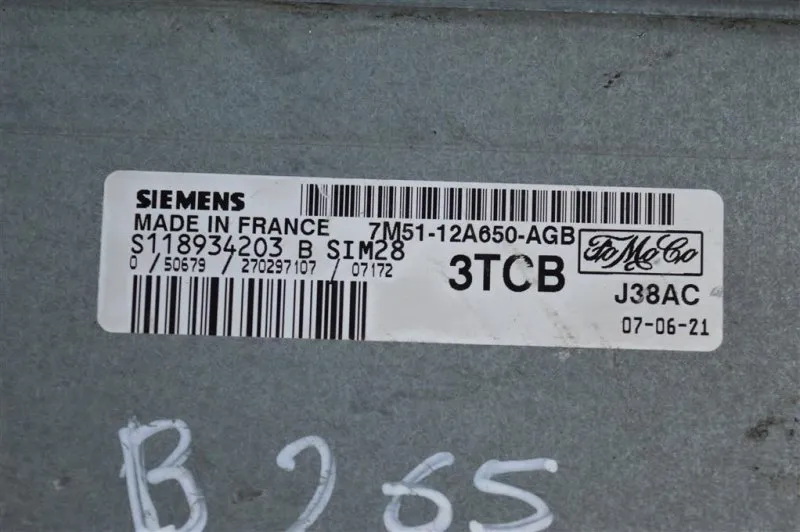 SIEMENS
MADE IN FRANCE 7M51-12A650-AGB
S118934203 B SIM28
0 / 50679 / 270297107 / 07172
3TCB
FoMoCo
J38AC
07-06-21
B 265